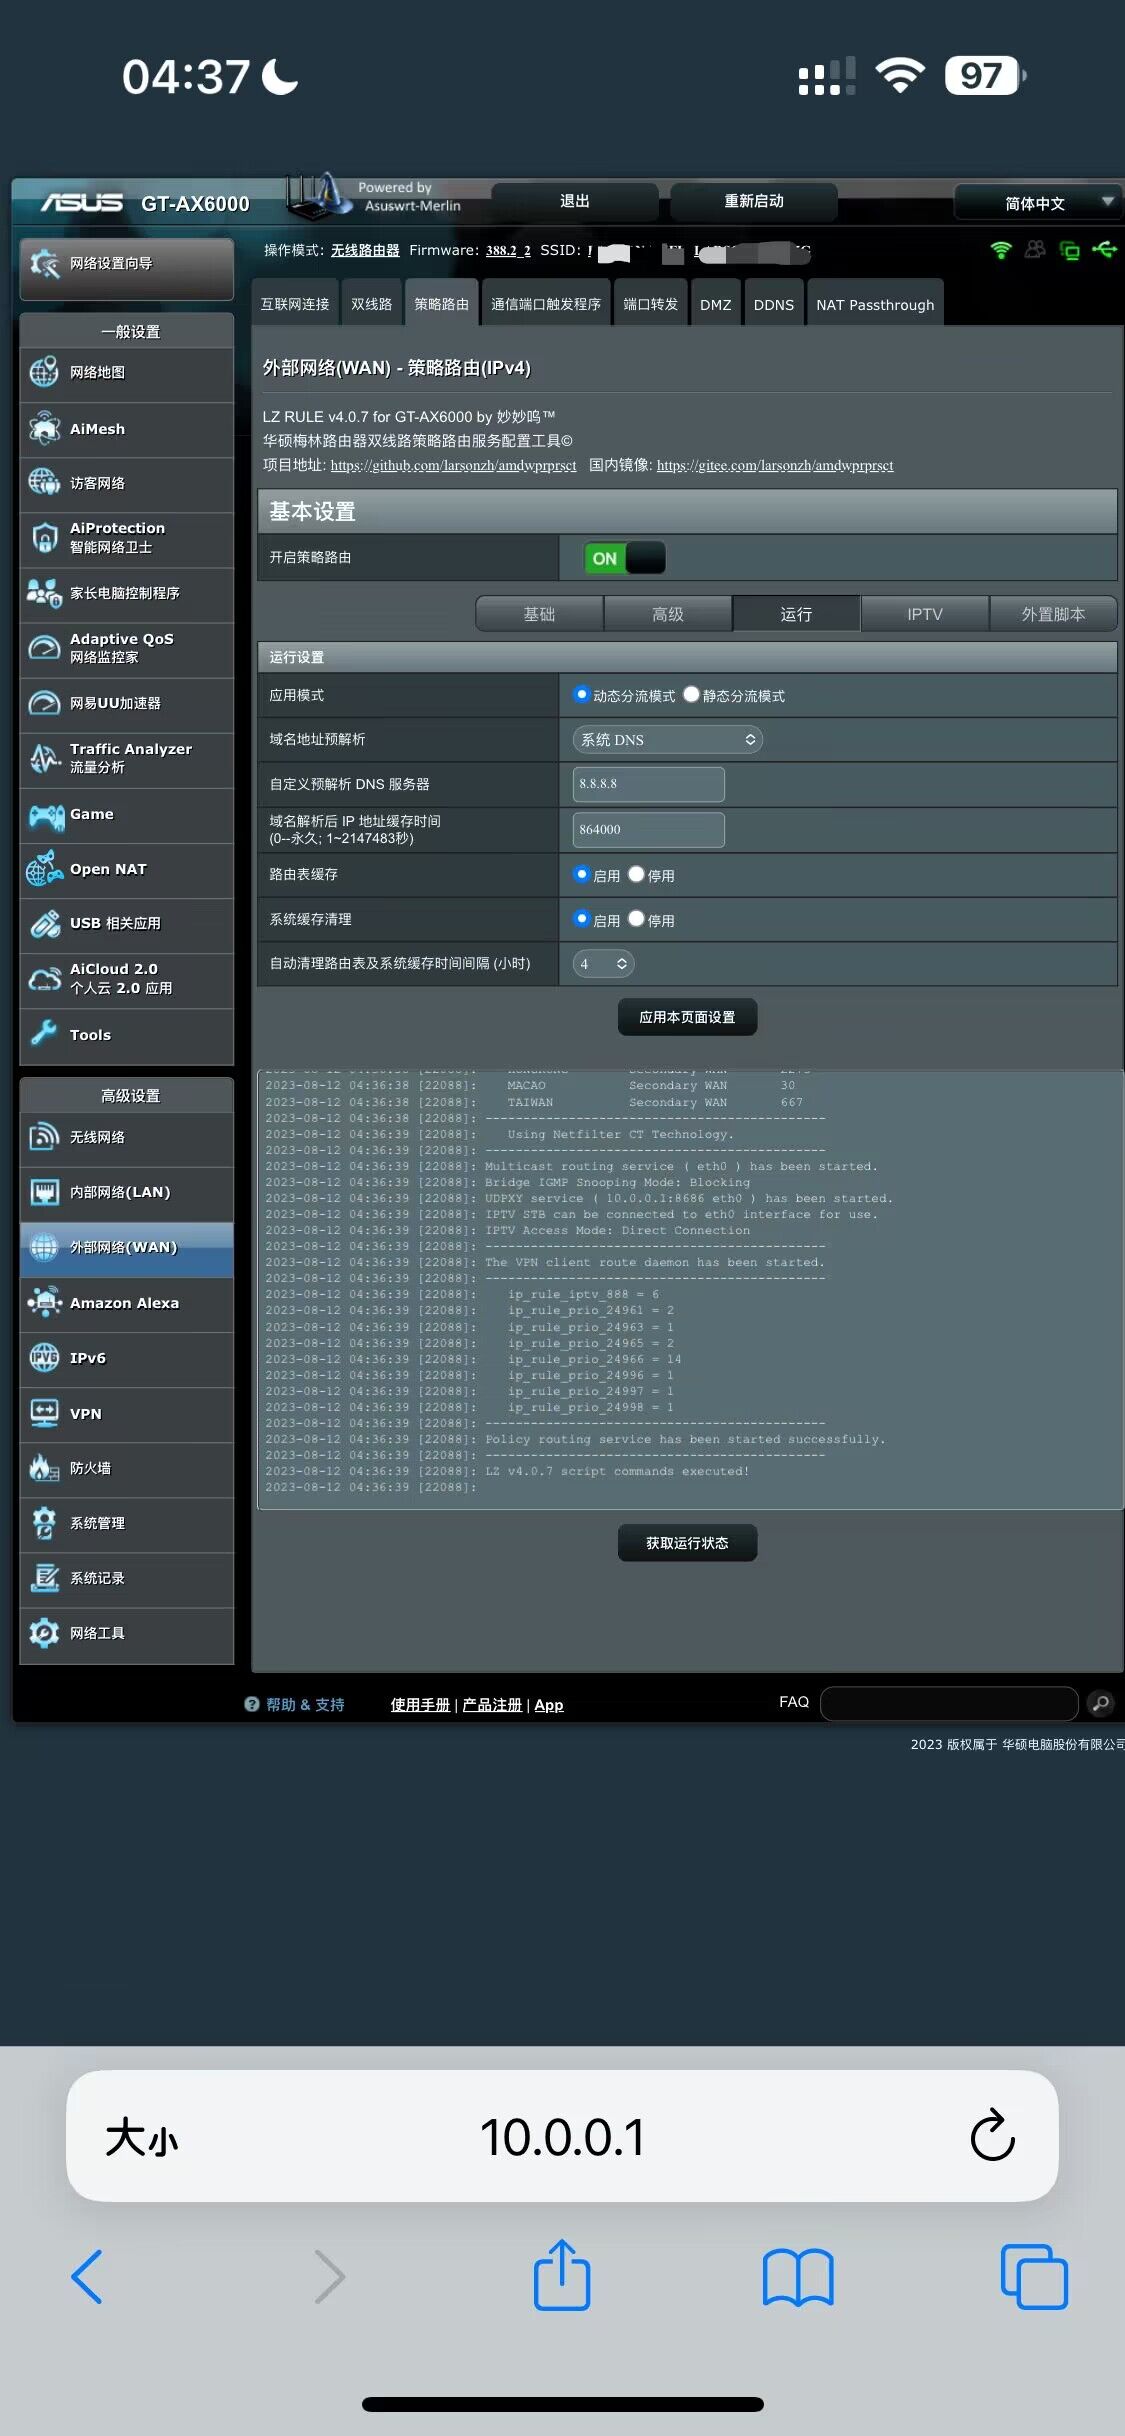 04:37
97
ASUS GT-AX6000
Powered by
Asuswrt-Merlin
退出
重新启动
简体中文
操作模式: 无线路由器 Firmware: 388.2_2 SSID:
网络设置向导
互联网连接
双线路
策略路由
通信端口触发程序
端口转发
DMZ
DDNS
NAT Passthrough
一般设置
网络地图
AiMesh
访客网络
AiProtection
智能网络卫士
家长电脑控制程序
Adaptive QoS
网络监控家
网易UU加速器
Traffic Analyzer
流量分析
Game
Open NAT
USB 相关应用
AiCloud 2.0
个人云 2.0 应用
Tools
高级设置
无线网络
内部网络(LAN)
外部网络(WAN)
Amazon Alexa
IPv6
VPN
防火墙
系统管理
系统记录
网络工具
外部网络(WAN) - 策略路由(IPv4)
LZ RULE v4.0.7 for GT-AX6000 by 妙妙呜™
华硕梅林路由器双线路策略路由服务配置工具©
项目地址: https://github.com/larsonzh/amdwprprsct 国内镜像: https://gitee.com/larsonzh/amdwprprsct
基本设置
开启策略路由
ON
基础
高级
运行
IPTV
外置脚本
运行设置
应用模式
动态分流模式 静态分流模式
域名地址预解析
系统 DNS
自定义预解析 DNS 服务器
8.8.8.8
域名解析后 IP 地址缓存时间
(0--永久; 1~2147483秒)
864000
路由表缓存
启用 停用
系统缓存清理
启用 停用
自动清理路由表及系统缓存时间间隔 (小时)
4
应用本页面设置
2023-08-12 04:36:38 [22088]: MACAO Secondary WAN 30
2023-08-12 04:36:38 [22088]: TAIWAN Secondary WAN 667
2023-08-12 04:36:38 [22088]: ---------------------------------------------
2023-08-12 04:36:39 [22088]: Using Netfilter CT Technology.
2023-08-12 04:36:39 [22088]: ---------------------------------------------
2023-08-12 04:36:39 [22088]: Multicast routing service ( eth0 ) has been started.
2023-08-12 04:36:39 [22088]: Bridge IGMP Snooping Mode: Blocking
2023-08-12 04:36:39 [22088]: UDPXY service ( 10.0.0.1:8686 eth0 ) has been started.
2023-08-12 04:36:39 [22088]: IPTV STB can be connected to eth0 interface for use.
2023-08-12 04:36:39 [22088]: IPTV Access Mode: Direct Connection
2023-08-12 04:36:39 [22088]: ---------------------------------------------
2023-08-12 04:36:39 [22088]: The VPN client route daemon has been started.
2023-08-12 04:36:39 [22088]: ---------------------------------------------
2023-08-12 04:36:39 [22088]: ip_rule_iptv_888 = 6
2023-08-12 04:36:39 [22088]: ip_rule_prio_24961 = 2
2023-08-12 04:36:39 [22088]: ip_rule_prio_24963 = 1
2023-08-12 04:36:39 [22088]: ip_rule_prio_24965 = 2
2023-08-12 04:36:39 [22088]: ip_rule_prio_24966 = 14
2023-08-12 04:36:39 [22088]: ip_rule_prio_24996 = 1
2023-08-12 04:36:39 [22088]: ip_rule_prio_24997 = 1
2023-08-12 04:36:39 [22088]: ip_rule_prio_24998 = 1
2023-08-12 04:36:39 [22088]: ---------------------------------------------
2023-08-12 04:36:39 [22088]: Policy routing service has been started successfully.
2023-08-12 04:36:39 [22088]: ---------------------------------------------
2023-08-12 04:36:39 [22088]: LZ v4.0.7 script commands executed!
2023-08-12 04:36:39 [22088]:
获取运行状态
帮助 & 支持
使用手册 | 产品注册 | App
FAQ
2023 版权属于 华硕电脑股份有限公司
大小
10.0.0.1